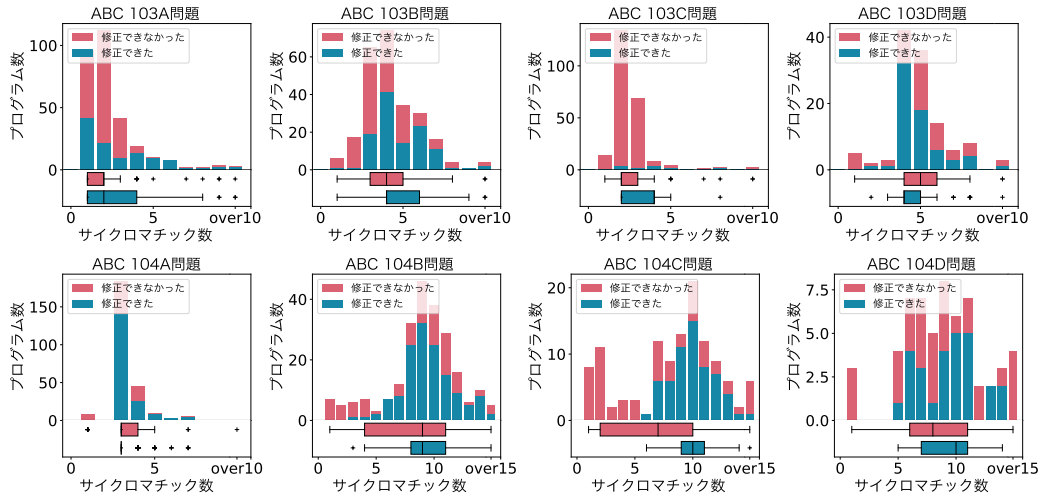 ABC 103A問題
修正できなかった
修正できた
プログラム数
100
50
0
0
5
over10
サイクロマチック数
ABC 103B問題
修正できなかった
修正できた
プログラム数
60
40
20
0
0
5
over10
サイクロマチック数
ABC 103C問題
修正できなかった
修正できた
プログラム数
100
50
0
0
5
over10
サイクロマチック数
ABC 103D問題
修正できなかった
修正できた
プログラム数
40
20
0
0
5
over10
サイクロマチック数
ABC 104A問題
修正できなかった
修正できた
プログラム数
150
100
50
0
0
5
over10
サイクロマチック数
ABC 104B問題
修正できなかった
修正できた
プログラム数
40
20
0
0
5
10
over15
サイクロマチック数
ABC 104C問題
修正できなかった
修正できた
プログラム数
20
10
0
0
5
10
over15
サイクロマチック数
ABC 104D問題
修正できなかった
修正できた
プログラム数
7.5
5.0
2.5
0.0
0
5
10
over15
サイクロマチック数